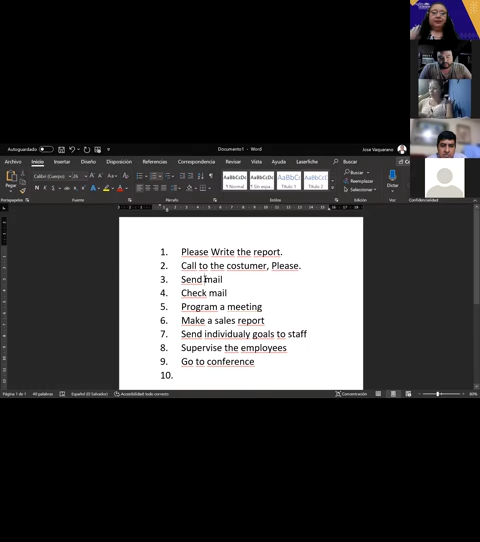 Autoguardado
Documento1 - Word
Jose Vaquerano
Archivo Inicio Insertar Diseño Disposición Referencias Correspondencia Revisar Vista Ayuda Laserfiche Buscar
Pegar
Calibri (Cuerpo) 26
AaBbCcDc AaBbCcDc AaBbCc AaBbCcC
¶ Normal ¶ Sin espa... Título 1 Título 2
Buscar
Reemplazar
Seleccionar
Dictar
Portapapeles Fuente Párrafo Estilos Edición Voz Confidencialidad
1. Please Write the report.
2. Call to the costumer, Please.
3. Send mail
4. Check mail
5. Program a meeting
6. Make a sales report
7. Send individualy goals to staff
8. Supervise the employees
9. Go to conference
10.
Página 1 de 1 40 palabras Español (El Salvador) Accesibilidad: todo correcto Concentración 80%